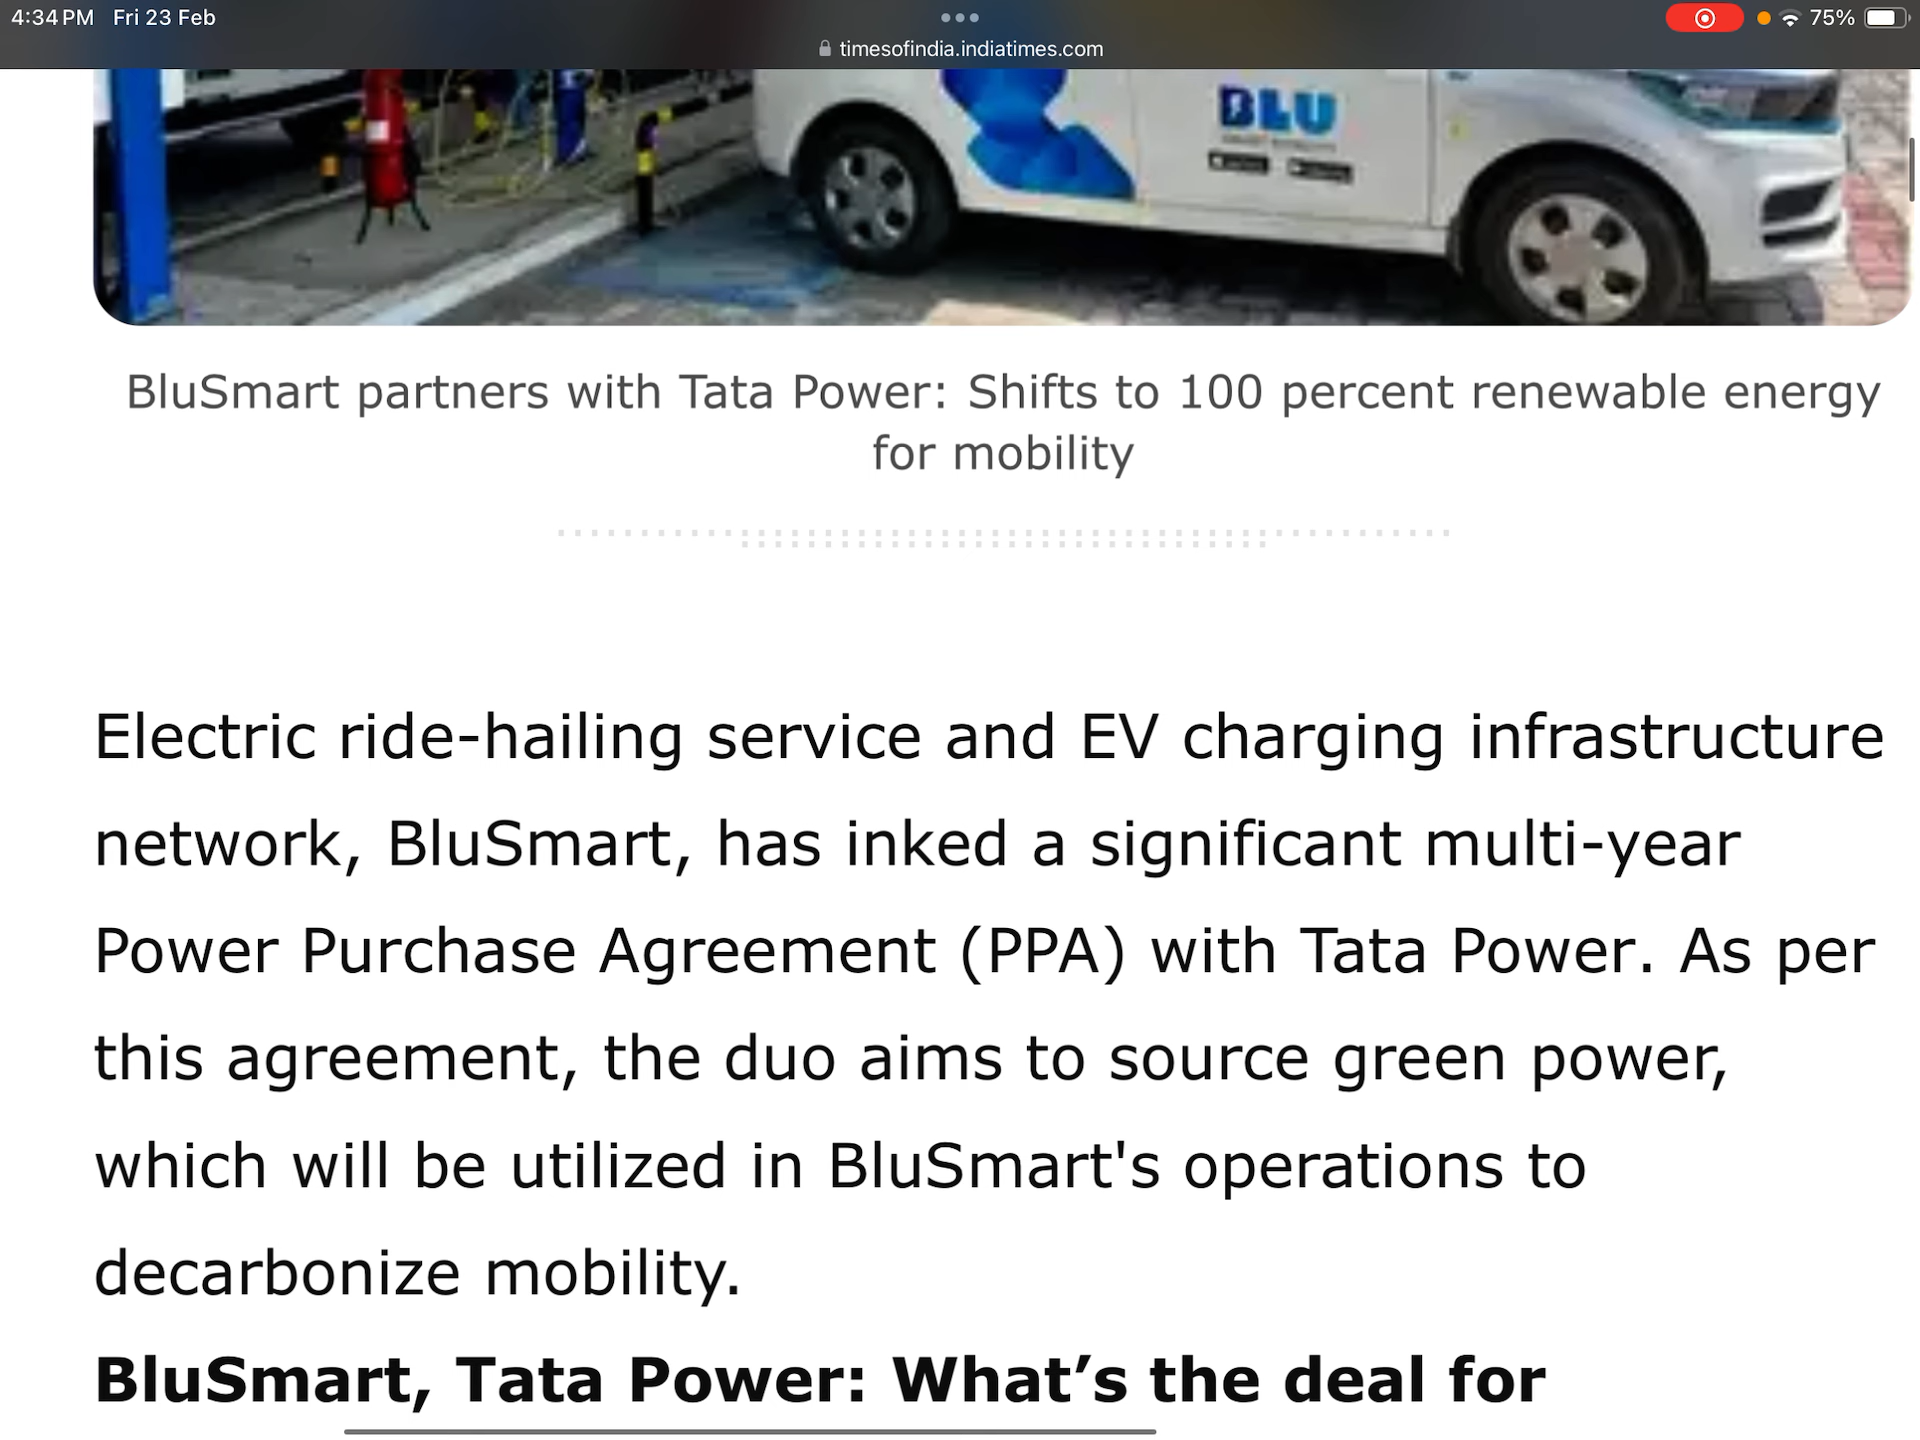 4:34 PM Fri 23 Feb
75%
timesofindia.indiatimes.com
BLU
BluSmart partners with Tata Power: Shifts to 100 percent renewable energy
for mobility
Electric ride-hailing service and EV charging infrastructure
network, BluSmart, has inked a significant multi-year
Power Purchase Agreement (PPA) with Tata Power. As per
this agreement, the duo aims to source green power,
which will be utilized in BluSmart's operations to
decarbonize mobility.
BluSmart, Tata Power: What’s the deal for